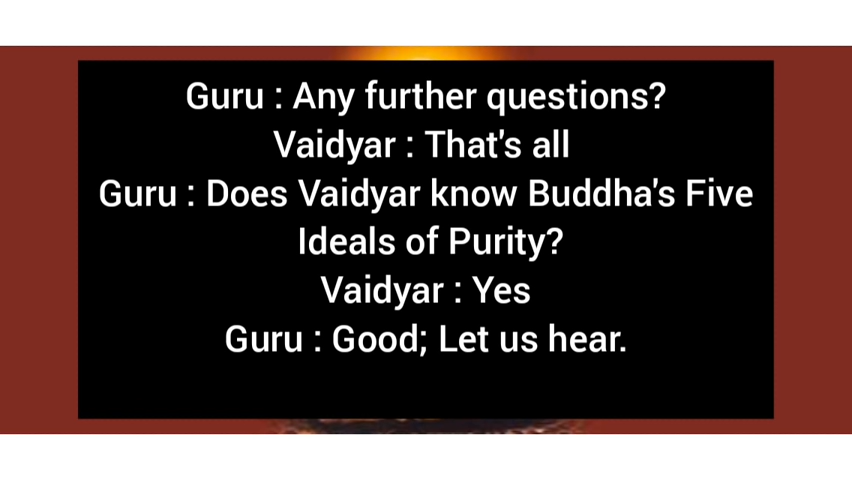 Guru : Any further questions?
Vaidyar : That's all
Guru : Does Vaidyar know Buddha's Five
Ideals of Purity?
Vaidyar : Yes
Guru : Good; Let us hear.